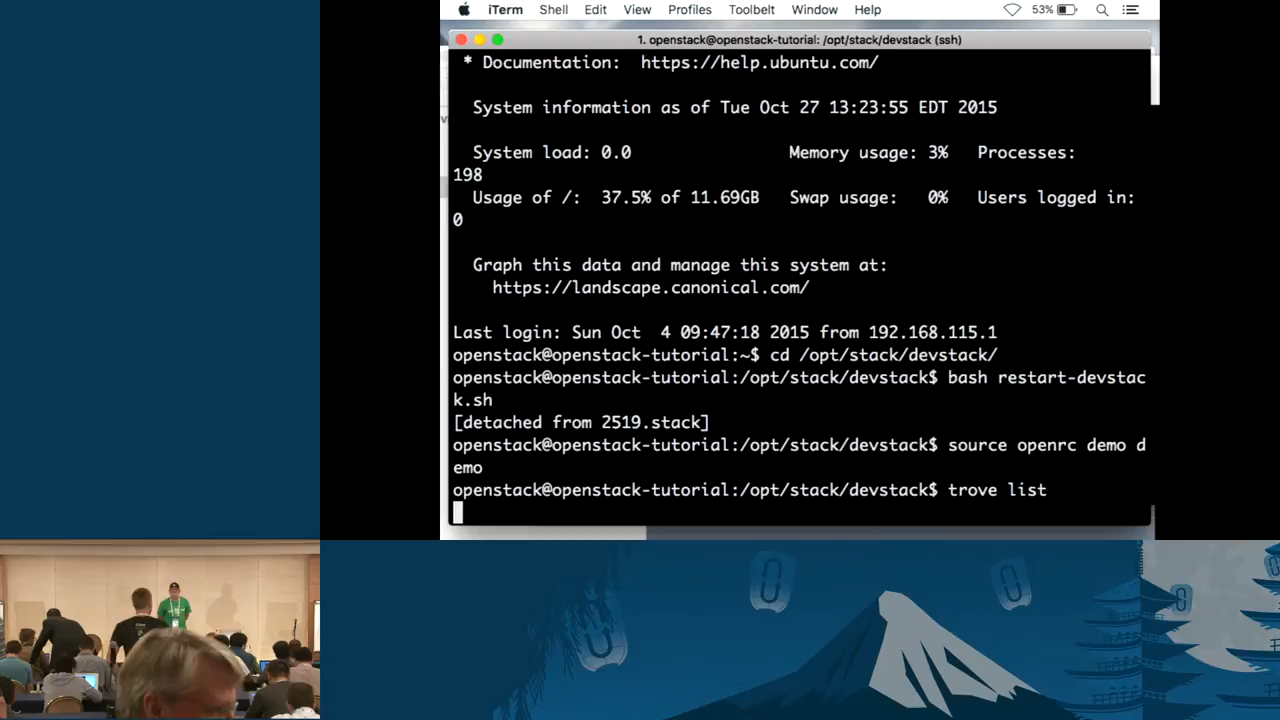 iTerm Shell Edit View Profiles Toolbelt Window Help 53%
1. openstack@openstack-tutorial: /opt/stack/devstack (ssh)
* Documentation: https://help.ubuntu.com/
System information as of Tue Oct 27 13:23:55 EDT 2015
System load: 0.0 Memory usage: 3% Processes:
198
Usage of /: 37.5% of 11.69GB Swap usage: 0% Users logged in:
0
Graph this data and manage this system at:
https://landscape.canonical.com/
Last login: Sun Oct 4 09:47:18 2015 from 192.168.115.1
openstack@openstack-tutorial:~$ cd /opt/stack/devstack/
openstack@openstack-tutorial:/opt/stack/devstack$ bash restart-devstac
k.sh
[detached from 2519.stack]
openstack@openstack-tutorial:/opt/stack/devstack$ source openrc demo d
emo
openstack@openstack-tutorial:/opt/stack/devstack$ trove list